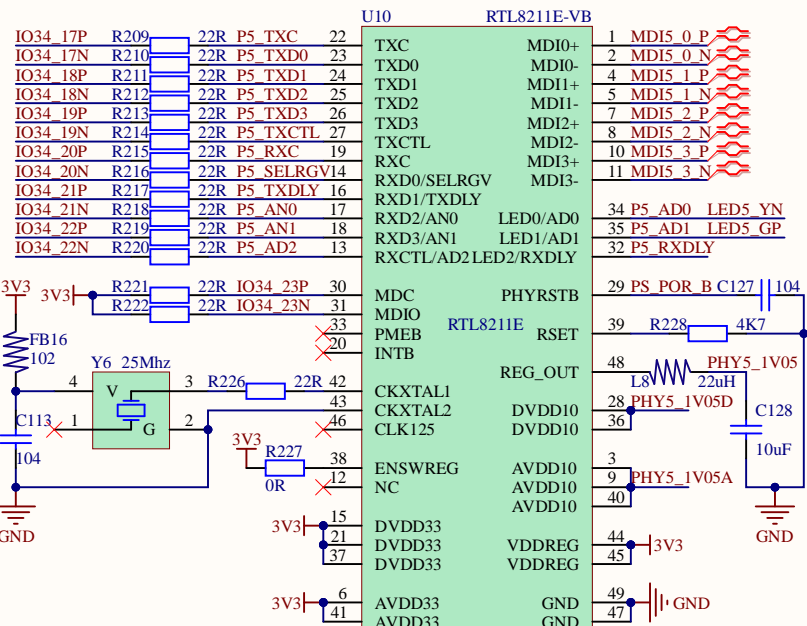 U10 RTL8211E-VB
IO34_17P R209 22R P5_TXC 22 TXC MDI0+ 1 MDI5_0_P
IO34_17N R210 22R P5_TXD0 23 TXD0 MDI0- 2 MDI5_0_N
IO34_18P R211 22R P5_TXD1 24 TXD1 MDI1+ 4 MDI5_1_P
IO34_18N R212 22R P5_TXD2 25 TXD2 MDI1- 5 MDI5_1_N
IO34_19P R213 22R P5_TXD3 26 TXD3 MDI2+ 7 MDI5_2_P
IO34_19N R214 22R P5_TXCTL 27 TXCTL MDI2- 8 MDI5_2_N
IO34_20P R215 22R P5_RXC 19 RXC MDI3+ 10 MDI5_3_P
IO34_20N R216 22R P5_SELRGV 14 RXD0/SELRGV MDI3- 11 MDI5_3_N
IO34_21P R217 22R P5_TXDLY 16 RXD1/TXDLY
IO34_21N R218 22R P5_AN0 17 RXD2/AN0 LED0/AD0 34 P5_AD0 LED5_YN
IO34_22P R219 22R P5_AN1 18 RXD3/AN1 LED1/AD1 35 P5_AD1 LED5_GP
IO34_22N R220 22R P5_AD2 13 RXCTL/AD2 LED2/RXDLY 32 P5_RXDLY
3V3 3V3 R221 22R IO34_23P 30 MDC PHYRSTB 29 PS_POR_B C127 104
R222 22R IO34_23N 31 MDIO
33 PMEB RTL8211E RSET 39 R228 4K7
FB16
102 20 INTB
Y6 25Mhz REG_OUT 48 L8 22uH PHY5_1V05
4 V 3 R226 22R 42 CKXTAL1
43 CKXTAL2 DVDD10 28 PHY5_1V05D
C113 1 G 2 46 CLK125 DVDD10 36 C128
104 3V3 R227 10uF
0R 38 ENSWREG AVDD10 3
12 NC AVDD10 9 PHY5_1V05A
AVDD10 40
GND 3V3 15 DVDD33 GND
21 DVDD33 VDDREG 44 3V3
37 DVDD33 VDDREG 45
3V3 6 AVDD33 GND 49 GND
41 AVDD33 GND 47